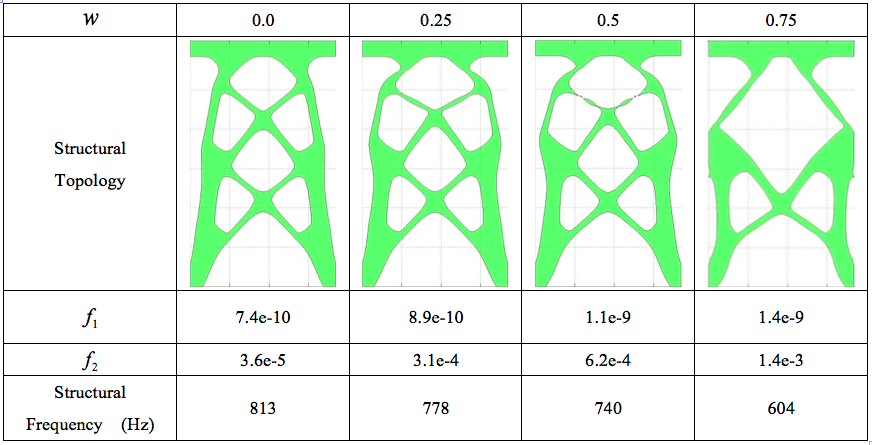 w 0.0 0.25 0.5 0.75
Structural
Topology
f₁ 7.4e-10 8.9e-10 1.1e-9 1.4e-9
f₂ 3.6e-5 3.1e-4 6.2e-4 1.4e-3
Structural
Frequency (Hz) 813 778 740 604